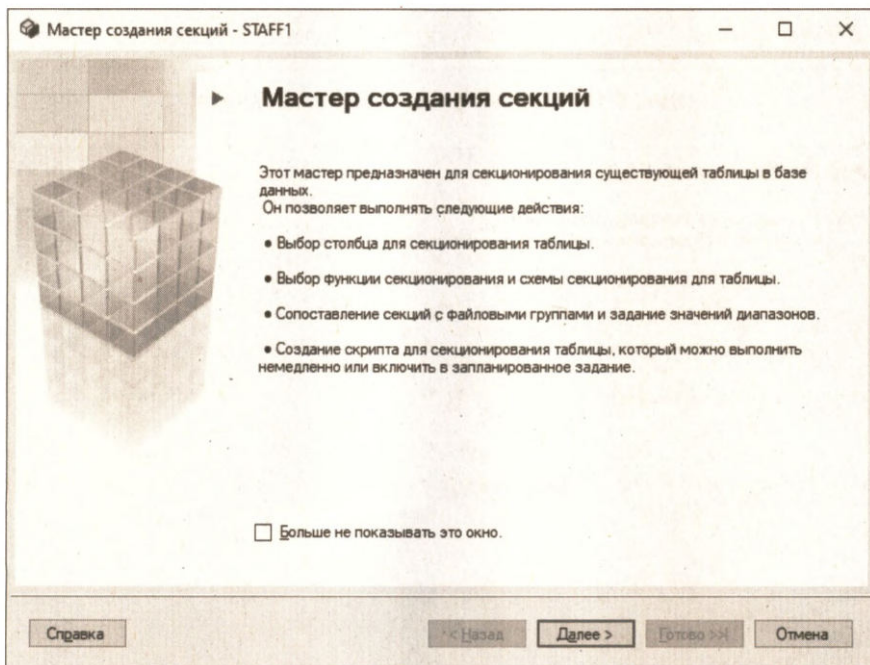 Мастер создания секций - STAFF1
Мастер создания секций
Этот мастер предназначен для секционирования существующей таблицы в базе
данных.
Он позволяет выполнять следующие действия:
• Выбор столбца для секционирования таблицы.
• Выбор функции секционирования и схемы секционирования для таблицы.
• Сопоставление секций с файловыми группами и задание значений диапазонов.
• Создание скрипта для секционирования таблицы, который можно выполнить
немедленно или включить в запланированное задание.
Больше не показывать это окно.
Справка
< Назад
Далее >
Готово >>|
Отмена